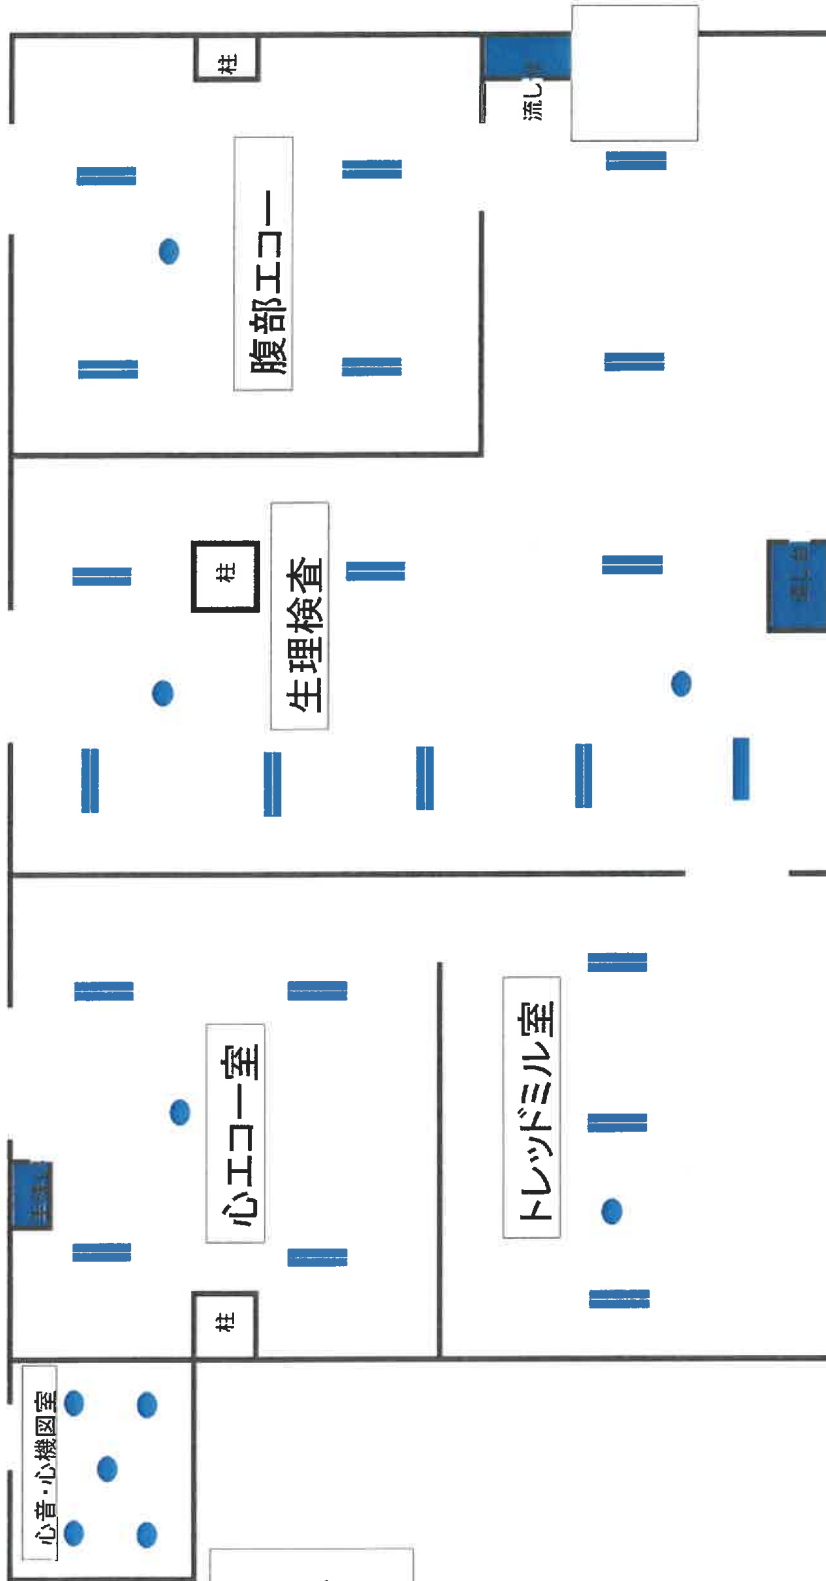 心音・心機図室
柱
心エコー室
トレッドミル室
生理検査
柱
腹部エコー
柱
流し